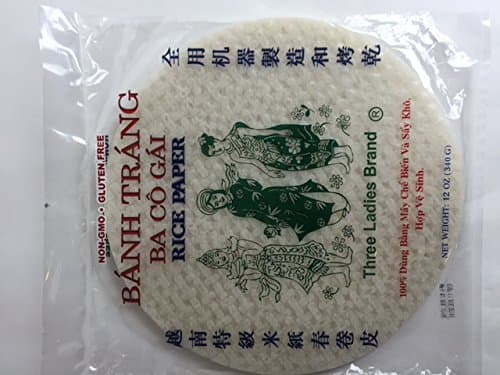 全用机器製造和烤乾
NON-GMO • GLUTEN FREE
BÁNH TRÁNG
BA CÔ GÁI
RICE PAPER
Three Ladies Brand ®
100% Dùng Bằng Máy Chế Biến Và Sấy Khô.
Hợp Vệ Sinh.
NET WEIGHT: 12 OZ (340 G)
越南特級米紙春卷皮